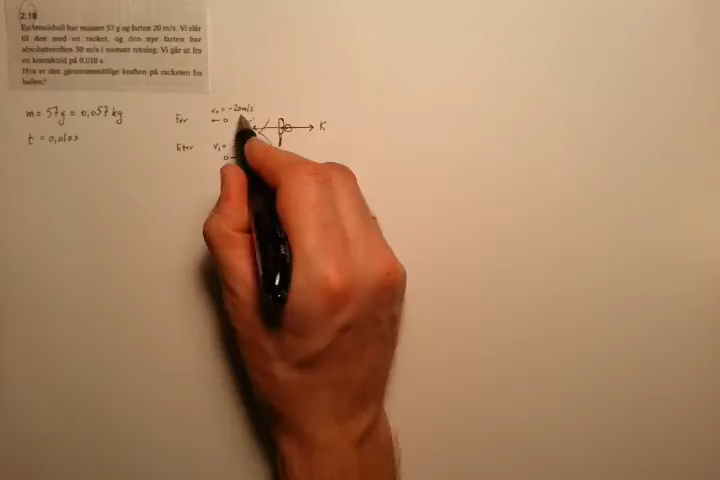 2.18
En tennisball har massen 57 g og farten 20 m/s. Vi slår
til den med en racket, og den nye farten har
absoluttverdien 30 m/s i motsatt retning. Vi går ut fra
en kontakttid på 0,010 s.
Hva er den gjennomsnittlige kraften på racketen fra
ballen?
m = 57g = 0,057 kg
t = 0,010s
Før
v₀ = -20m/s
K
Etter
v₁ =